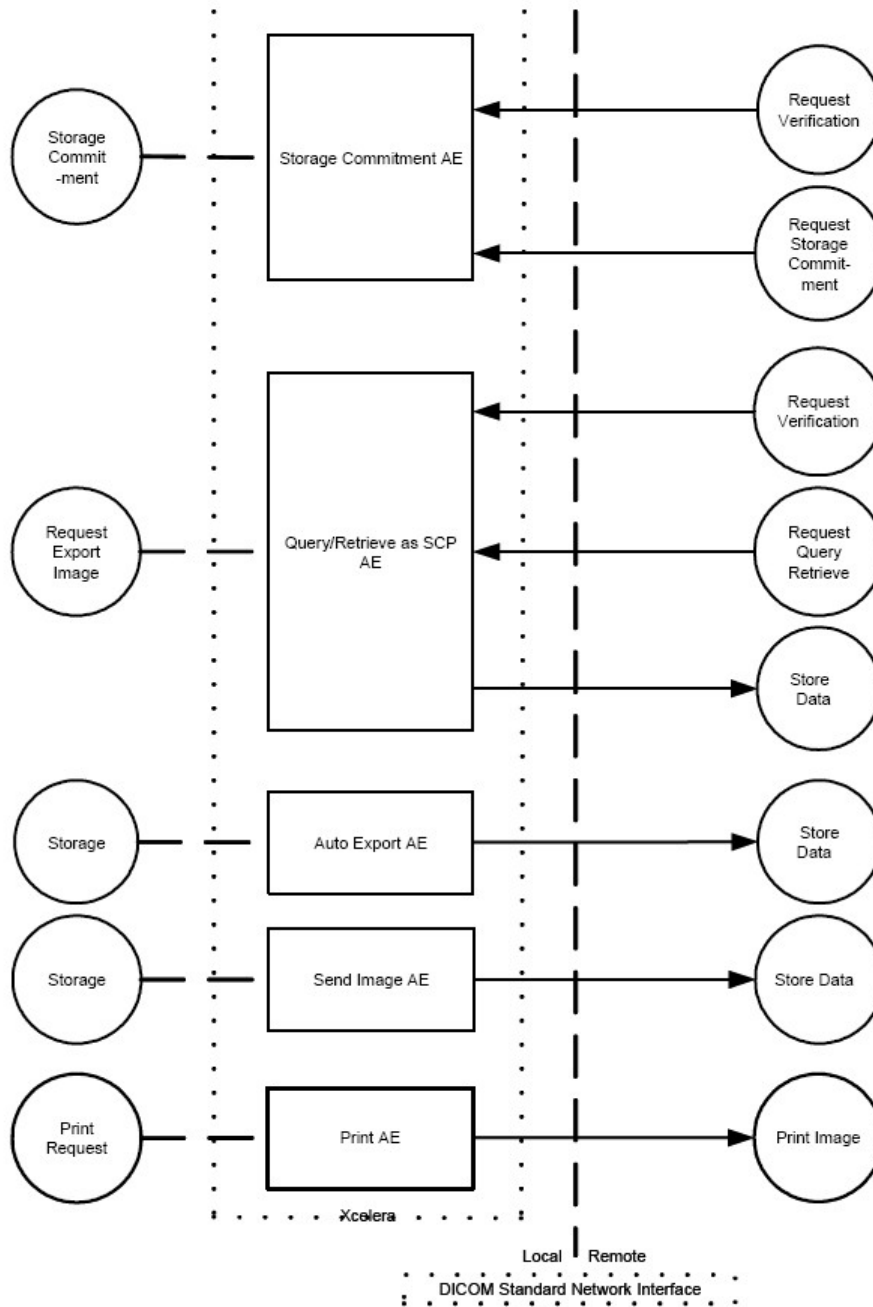 Storage
Commit
-ment
Storage Commitment AE
Request
Verification
Request
Storage
Commit-
ment
Request
Export
Image
Query/Retrieve as SCP
AE
Request
Verification
Request
Query
Retrieve
Store
Data
Storage
Auto Export AE
Store
Data
Storage
Send Image AE
Store Data
Print
Request
Print AE
Print Image
Xcelera
Local
Remote
DICOM Standard Network Interface